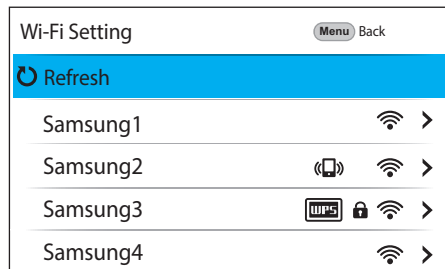 Wi-Fi Setting Menu Back
Refresh
Samsung1
Samsung2
Samsung3 WPS
Samsung4